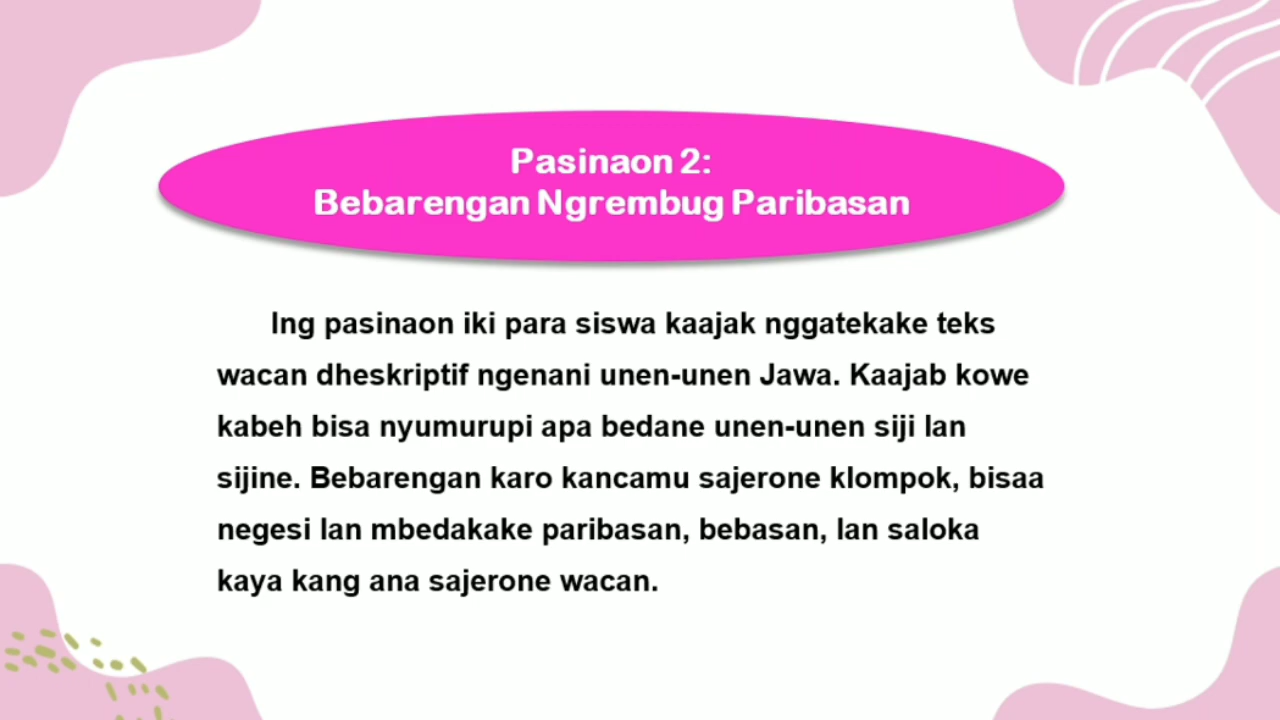 Pasinaon 2:
Bebarengan Ngrembug Paribasan
Ing pasinaon iki para siswa kaajak nggatekake teks
wacan dheskriptif ngenani unen-unen Jawa. Kaajab kowe
kabeh bisa nyumurupi apa bedane unen-unen siji lan
sijine. Bebarengan karo kancamu sajerone klompok, bisaa
negesi lan mbedakake paribasan, bebasan, lan saloka
kaya kang ana sajerone wacan.